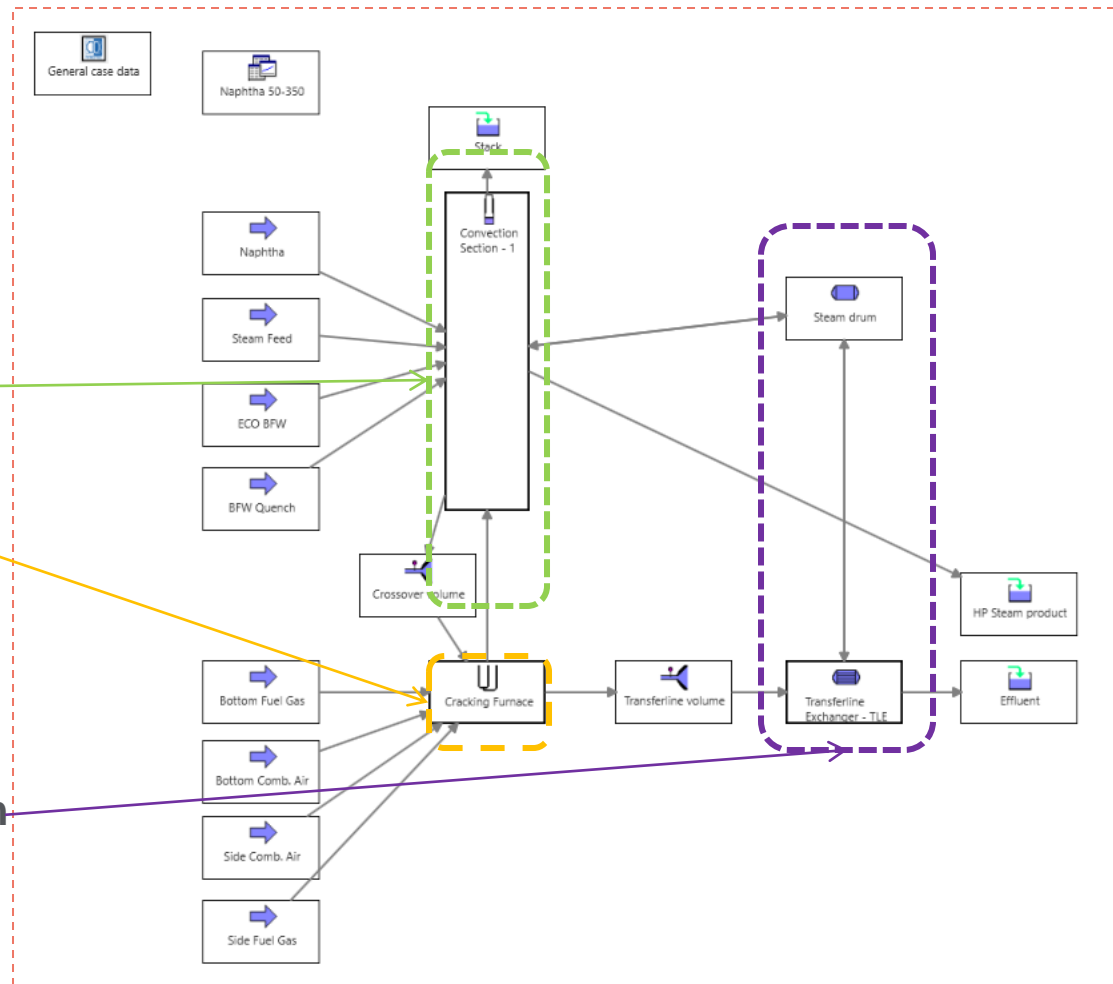 General case data
Naphtha 50-350
Stack
Convection
Section - 1
Naphtha
Steam Feed
ECO BFW
BFW Quench
Steam drum
Crossover volume
HP Steam product
Bottom Fuel Gas
Cracking Furnace
Transferline volume
Transferline
Exchanger - TLE
Effluent
Bottom Comb. Air
n
Side Comb. Air
Side Fuel Gas